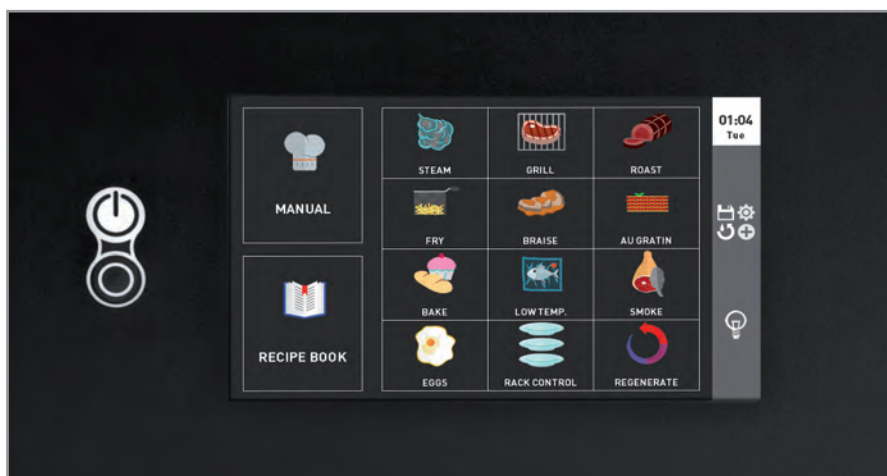 MANUAL
RECIPE BOOK
STEAM
GRILL
ROAST
FRY
BRAISE
AU GRATIN
BAKE
LOW TEMP.
SMOKE
EGGS
RACK CONTROL
REGENERATE
01:04
Tue